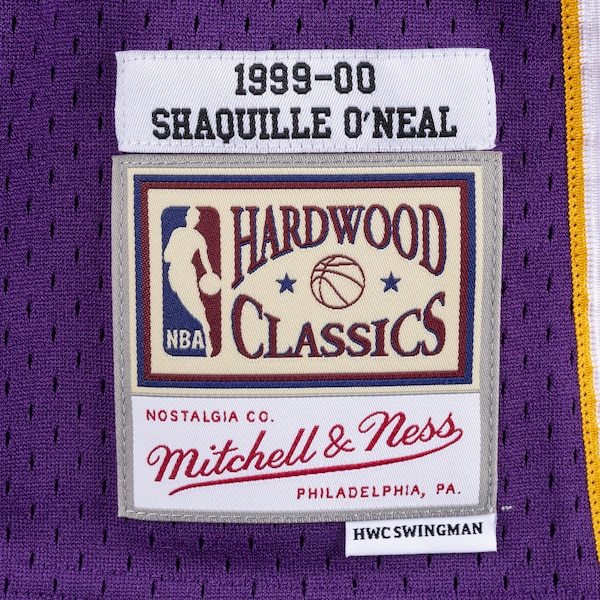 1999-00
SHAQUILLE O'NEAL
HARDWOOD
CLASSICS
NBA
NOSTALGIA CO.
Mitchell & Ness
PHILADELPHIA, PA.
HWC SWINGMAN